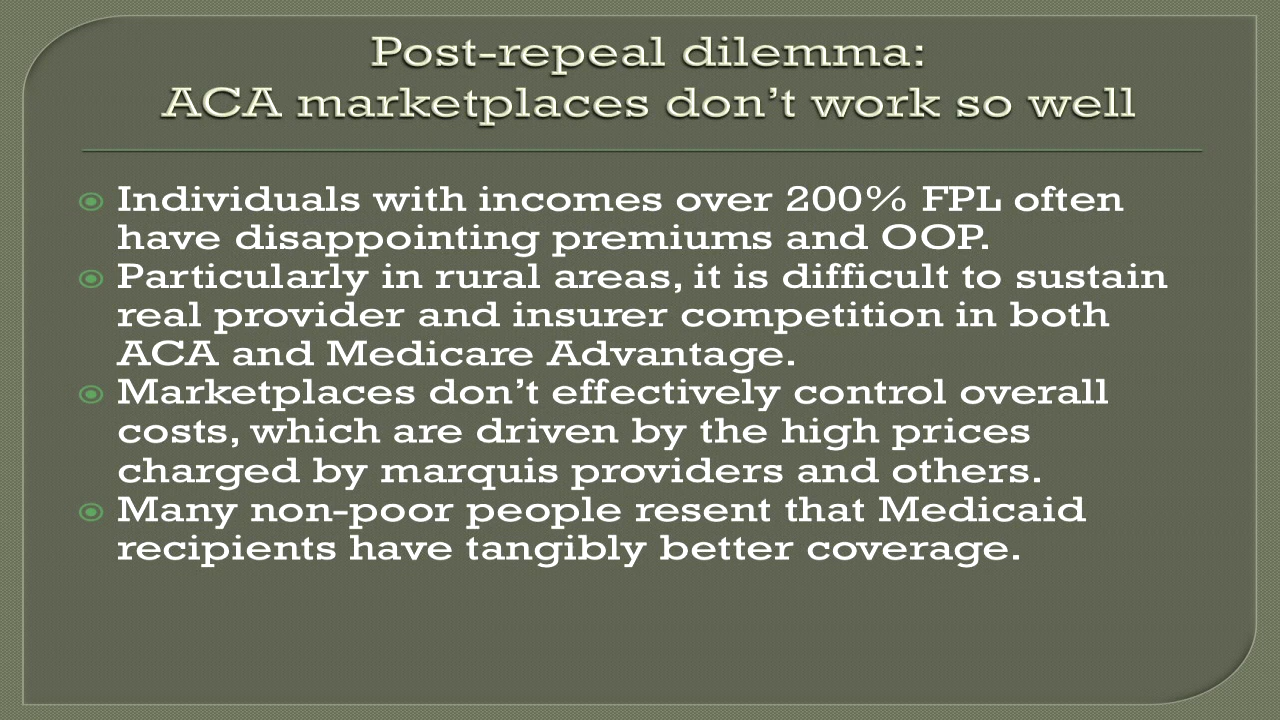 Post-repeal dilemma:
ACA marketplaces don’t work so well
Individuals with incomes over 200% FPL often
have disappointing premiums and OOP.
Particularly in rural areas, it is difficult to sustain
real provider and insurer competition in both
ACA and Medicare Advantage.
Marketplaces don’t effectively control overall
costs, which are driven by the high prices
charged by marquis providers and others.
Many non-poor people resent that Medicaid
recipients have tangibly better coverage.